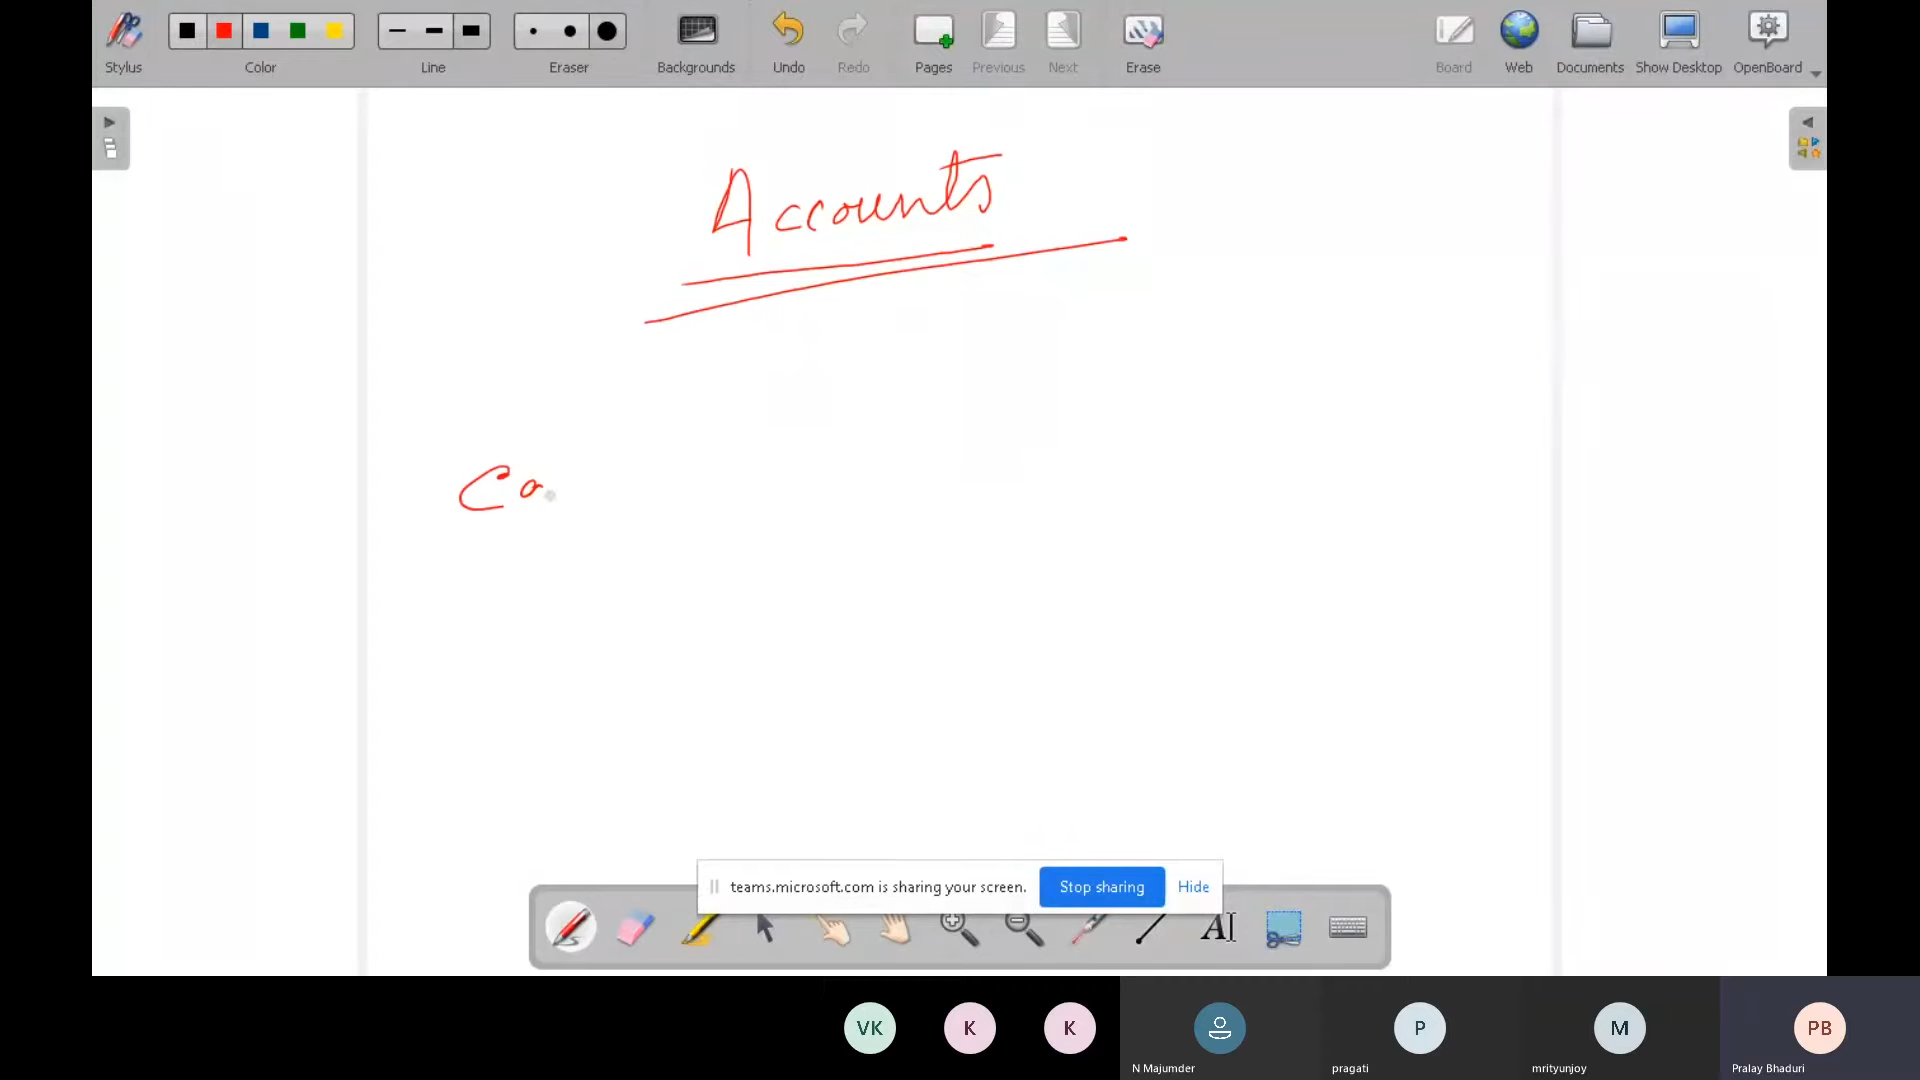 Stylus Color Line Eraser Backgrounds Undo Redo Pages Previous Next Erase Board Web Documents Show Desktop OpenBoard
Accounts
Ca
teams.microsoft.com is sharing your screen. Stop sharing Hide
A
VK K K P M PB
N Majumder pragati mrityunjoy Pralay Bhaduri